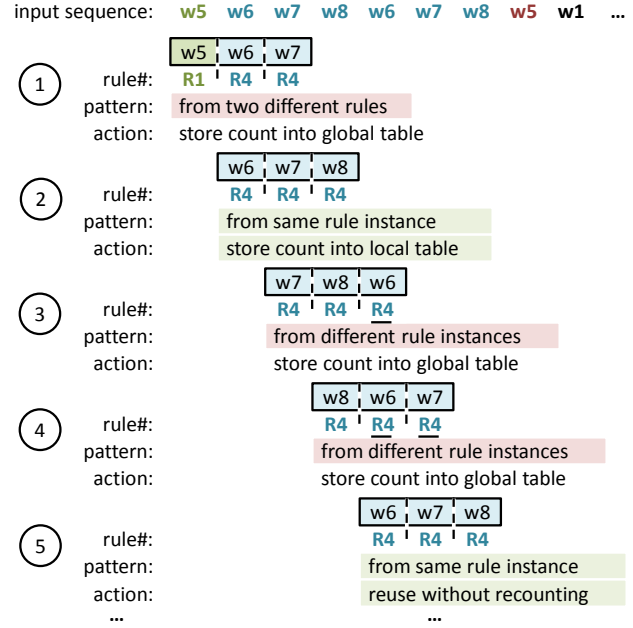 input sequence: w5 w6 w7 w8 w6 w7 w8 w5 w1 ...
w5 w6 w7
1 rule#: R1 R4 R4
pattern: from two different rules
action: store count into global table
w6 w7 w8
2 rule#: R4 R4 R4
pattern: from same rule instance
action: store count into local table
w7 w8 w6
3 rule#: R4 R4 R4
pattern: from different rule instances
action: store count into global table
w8 w6 w7
4 rule#: R4 R4 R4
pattern: from different rule instances
action: store count into global table
w6 w7 w8
5 rule#: R4 R4 R4
pattern: from same rule instance
action: reuse without recounting
... ...